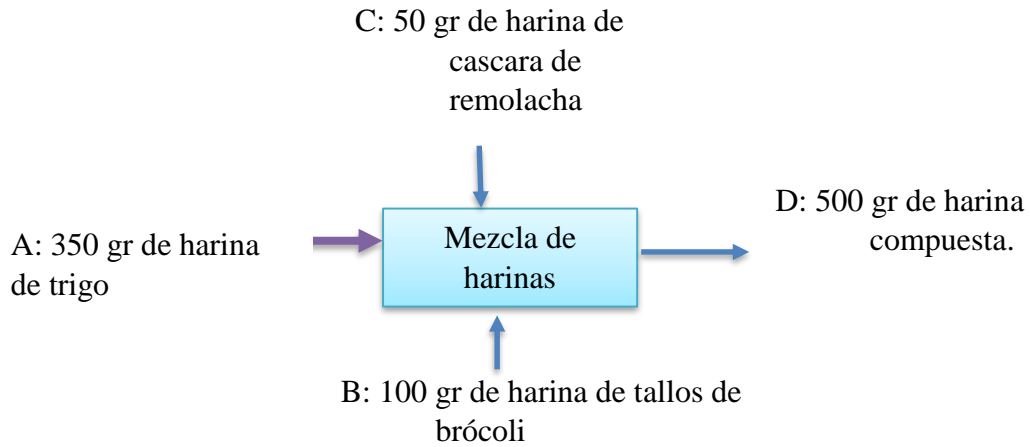 C: 50 gr de harina de
cascara de
remolacha
D: 500 gr de harina
compuesta.
A: 350 gr de harina
de trigo
Mezcla de
harinas
B: 100 gr de harina de tallos de
brócoli